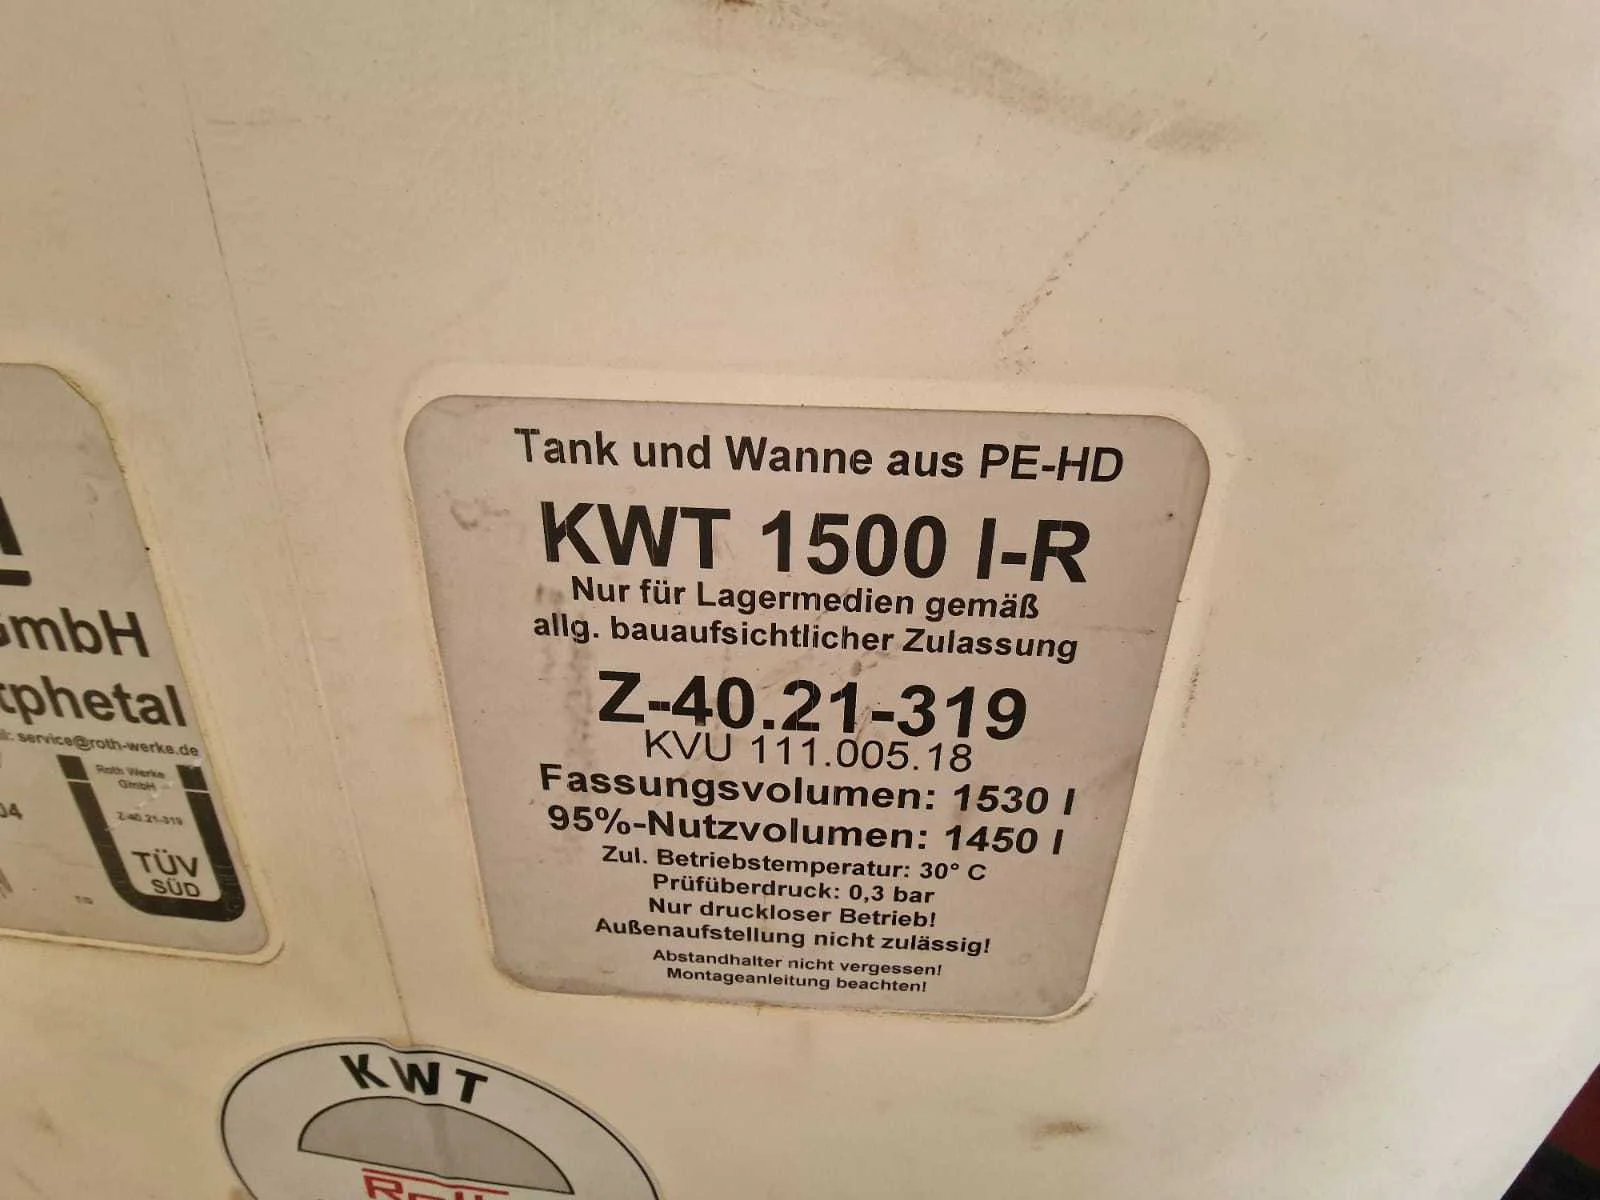 GmbH
tphetal
service@roth-werke.de
Roth Werke
GmbH
04
Z-40.21-319
TÜV
SÜD
Tank und Wanne aus PE-HD
KWT 1500 l-R
Nur für Lagermedien gemäß
allg. bauaufsichtlicher Zulassung
Z-40.21-319
KVU 111.005.18
Fassungsvolumen: 1530 l
95%-Nutzvolumen: 1450 l
Zul. Betriebstemperatur: 30° C
Prüfüberdruck: 0,3 bar
Nur druckloser Betrieb!
Außenaufstellung nicht zulässig!
Abstandhalter nicht vergessen!
Montageanleitung beachten!
KWT
Roth